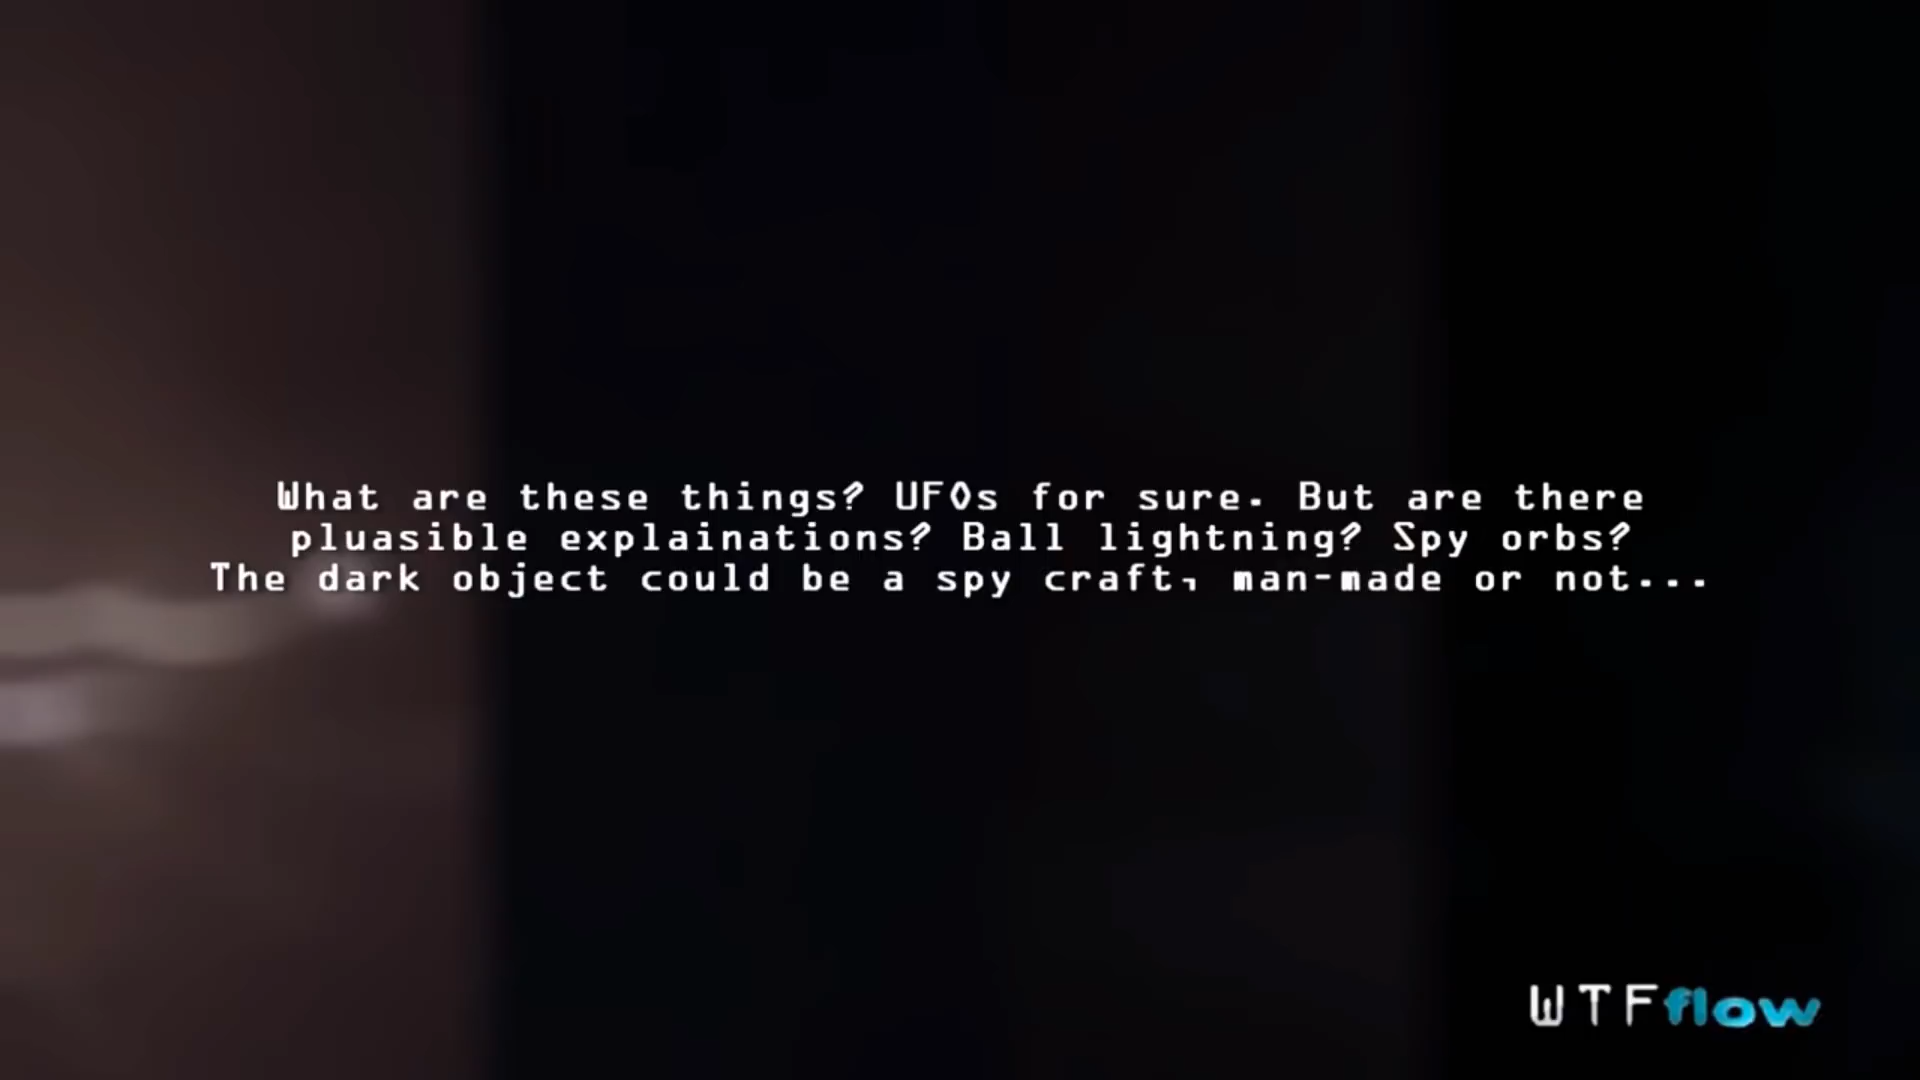 What are these things? UFOs for sure. But are there
pluasible explainations? Ball lightning? Spy orbs?
The dark object could be a spy craft, man-made or not...
WTFflow